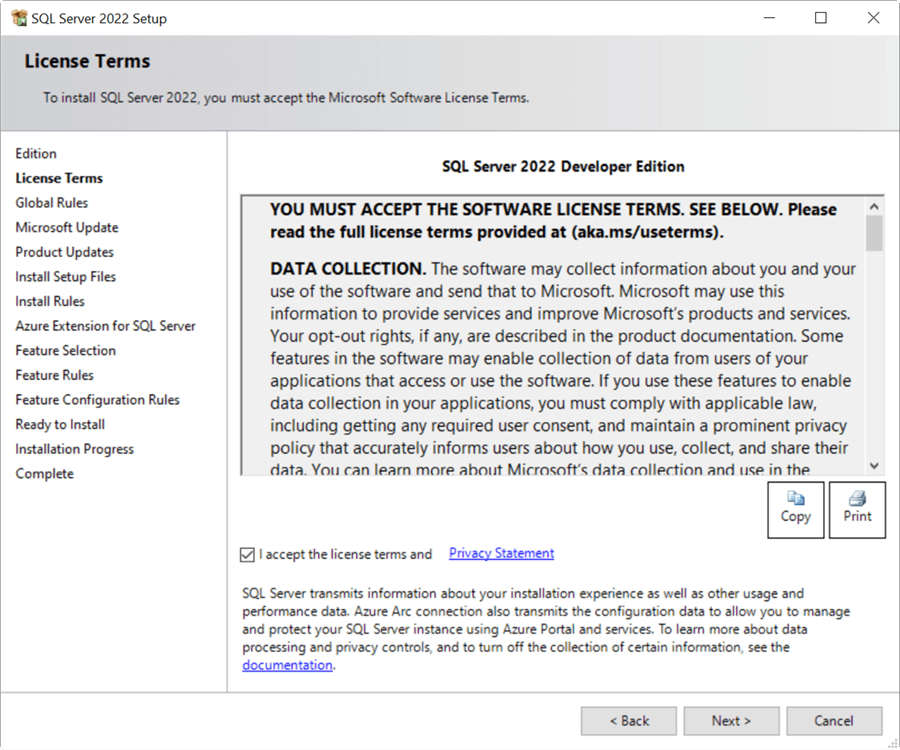 SQL Server 2022 Setup
License Terms
To install SQL Server 2022, you must accept the Microsoft Software License Terms.
Edition
License Terms
Global Rules
Microsoft Update
Product Updates
Install Setup Files
Install Rules
Azure Extension for SQL Server
Feature Selection
Feature Rules
Feature Configuration Rules
Ready to Install
Installation Progress
Complete
SQL Server 2022 Developer Edition
YOU MUST ACCEPT THE SOFTWARE LICENSE TERMS. SEE BELOW. Please
read the full license terms provided at (aka.ms/useterms).
DATA COLLECTION. The software may collect information about you and your
use of the software and send that to Microsoft. Microsoft may use this
information to provide services and improve Microsoft's products and services.
Your opt-out rights, if any, are described in the product documentation. Some
features in the software may enable collection of data from users of your
applications that access or use the software. If you use these features to enable
data collection in your applications, you must comply with applicable law,
including getting any required user consent, and maintain a prominent privacy
policy that accurately informs users about how you use, collect, and share their
data. You can learn more about Microsoft's data collection and use in the
Copy
Print
I accept the license terms and Privacy Statement
SQL Server transmits information about your installation experience as well as other usage and
performance data. Azure Arc connection also transmits the configuration data to allow you to manage
and protect your SQL Server instance using Azure Portal and services. To learn more about data
processing and privacy controls, and to turn off the collection of certain information, see the
documentation.
< Back
Next >
Cancel